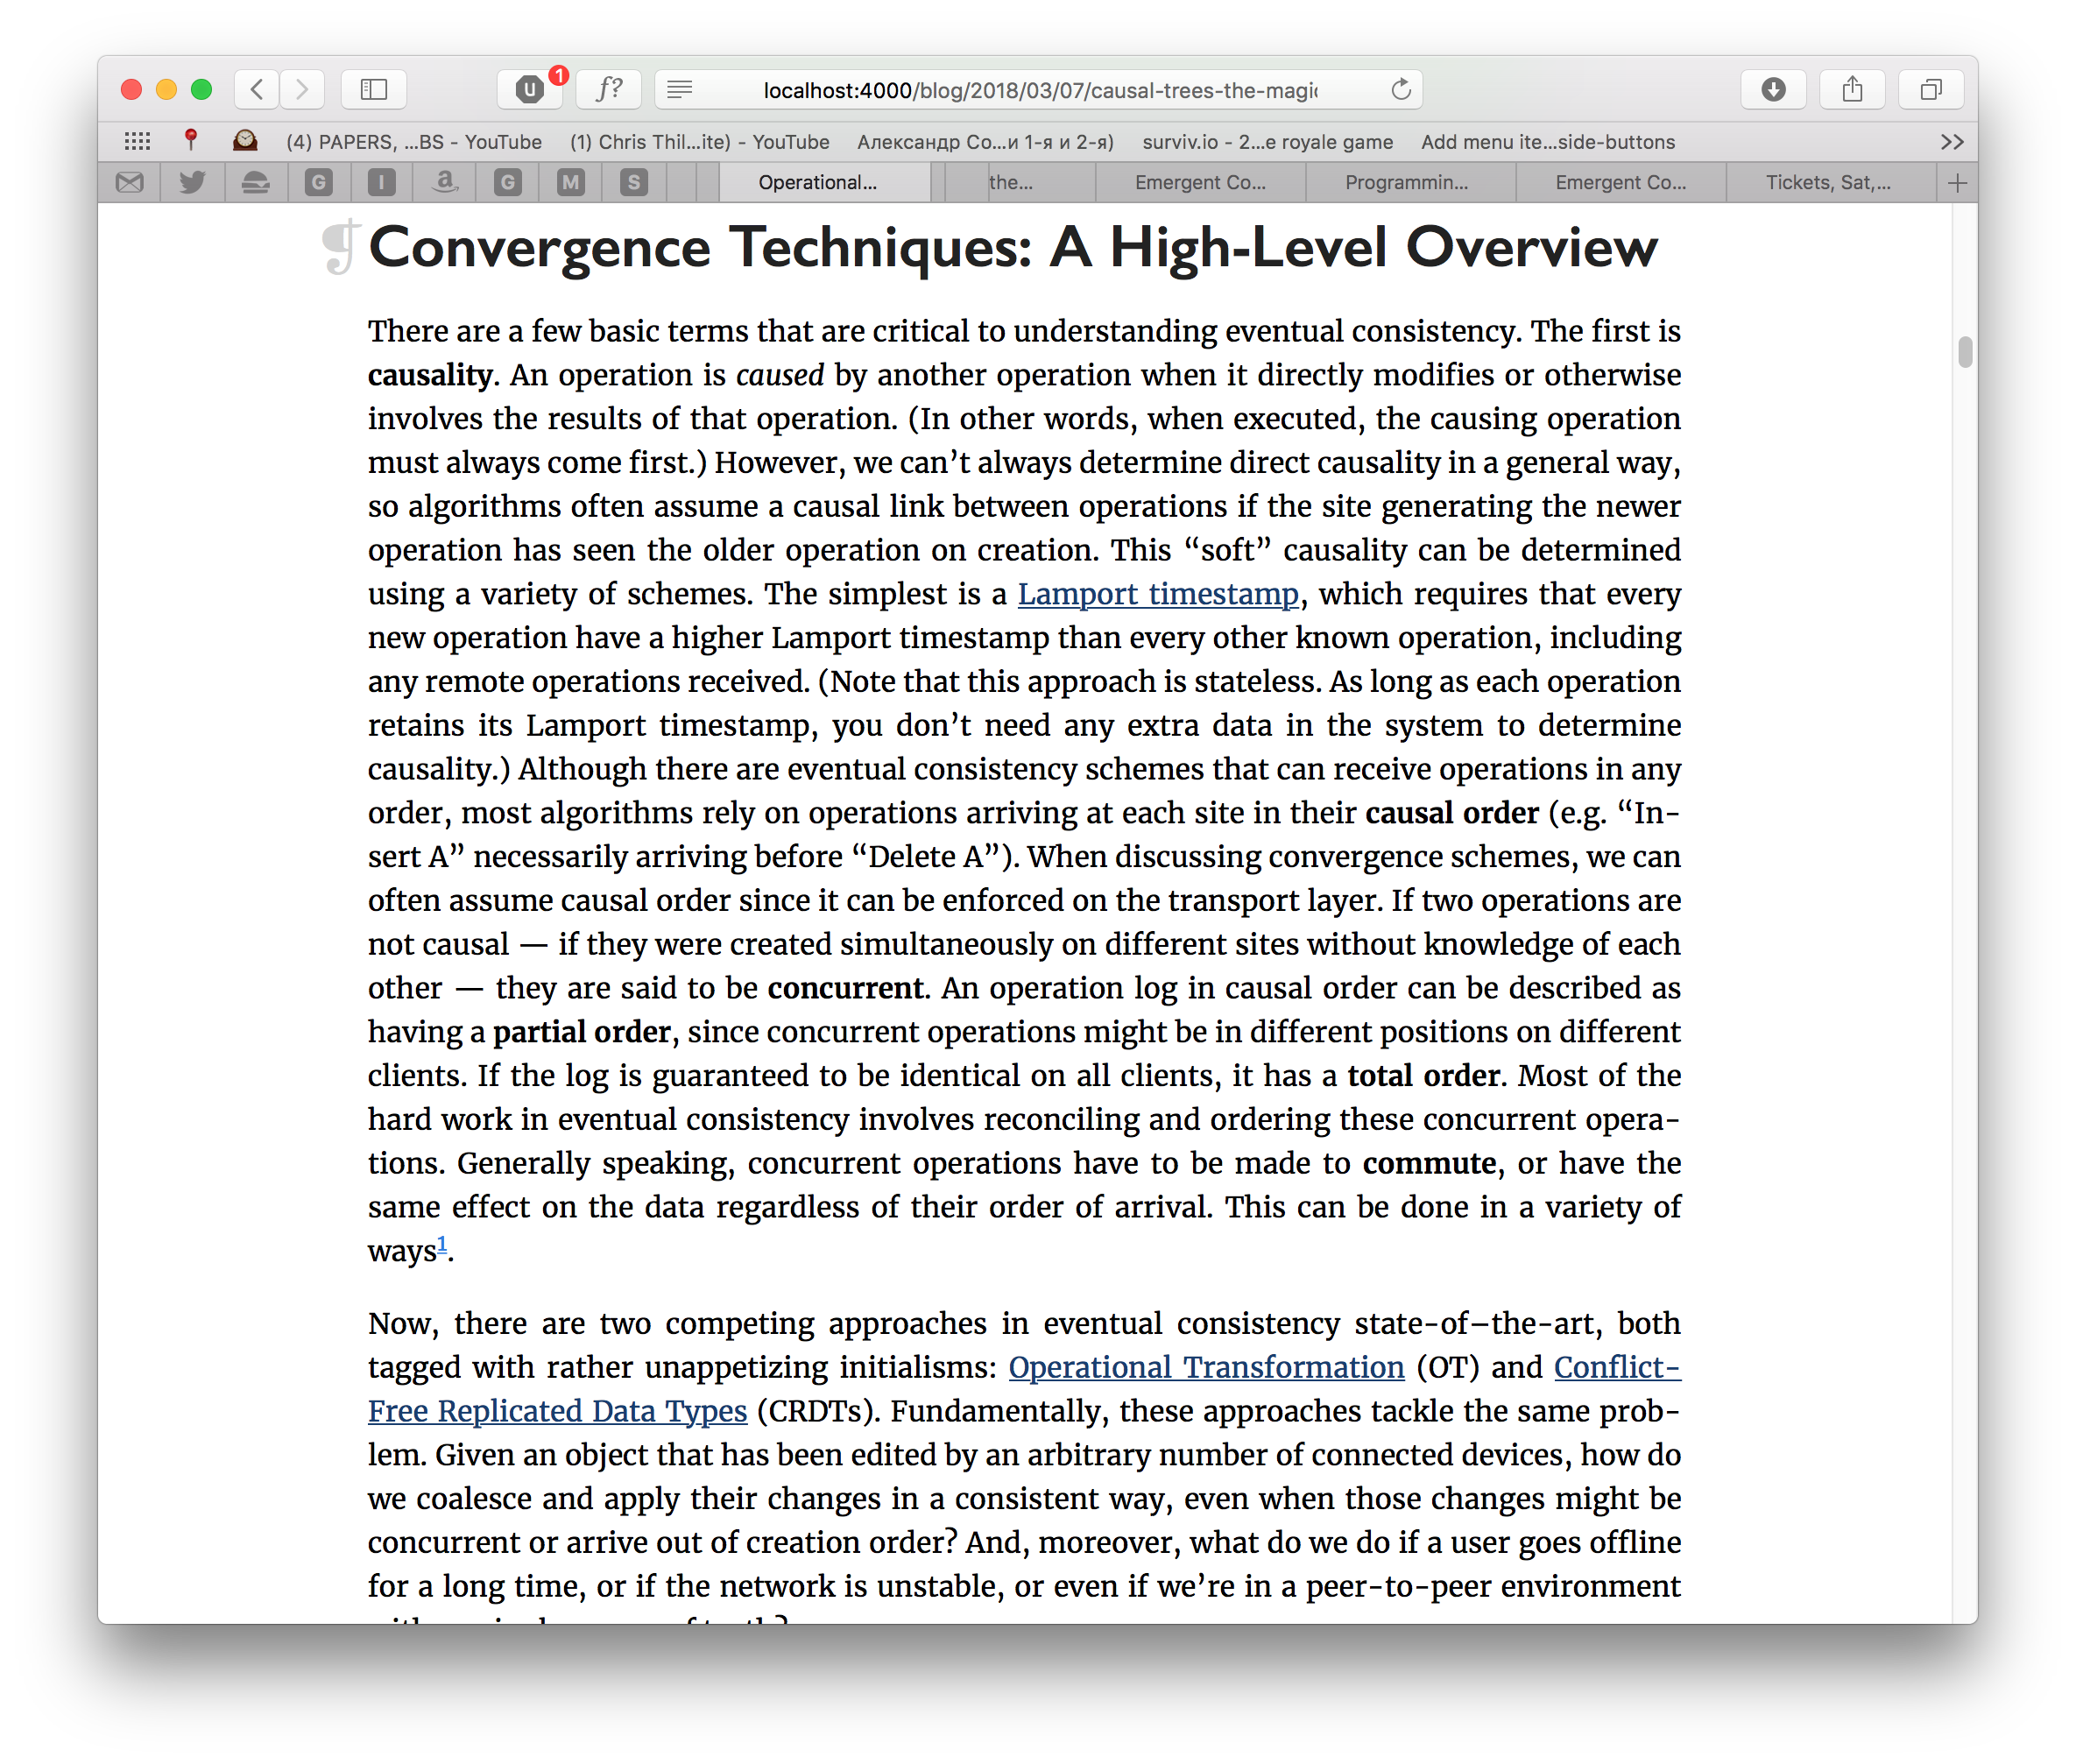 U
1
f?
localhost:4000/blog/2018/03/07/causal-trees-the-magi
(4) PAPERS, ...BS - YouTube
(1) Chris Thil...ite) - YouTube
Александр Со...и 1-я и 2-я)
surviv.io - 2...e royale game
Add menu ite...side-buttons
G
I
a
G
M
S
Operational...
the...
Emergent Co...
Programmin...
Emergent Co...
Tickets, Sat,...
¶ Convergence Techniques: A High-Level Overview
There are a few basic terms that are critical to understanding eventual consistency. The first is
causality. An operation is caused by another operation when it directly modifies or otherwise
involves the results of that operation. (In other words, when executed, the causing operation
must always come first.) However, we can’t always determine direct causality in a general way,
so algorithms often assume a causal link between operations if the site generating the newer
operation has seen the older operation on creation. This “soft” causality can be determined
using a variety of schemes. The simplest is a Lamport timestamp, which requires that every
new operation have a higher Lamport timestamp than every other known operation, including
any remote operations received. (Note that this approach is stateless. As long as each operation
retains its Lamport timestamp, you don’t need any extra data in the system to determine
causality.) Although there are eventual consistency schemes that can receive operations in any
order, most algorithms rely on operations arriving at each site in their causal order (e.g. “In-
sert A” necessarily arriving before “Delete A”). When discussing convergence schemes, we can
often assume causal order since it can be enforced on the transport layer. If two operations are
not causal — if they were created simultaneously on different sites without knowledge of each
other — they are said to be concurrent. An operation log in causal order can be described as
having a partial order, since concurrent operations might be in different positions on different
clients. If the log is guaranteed to be identical on all clients, it has a total order. Most of the
hard work in eventual consistency involves reconciling and ordering these concurrent opera-
tions. Generally speaking, concurrent operations have to be made to commute, or have the
same effect on the data regardless of their order of arrival. This can be done in a variety of
ways1.
Now, there are two competing approaches in eventual consistency state-of-the-art, both
tagged with rather unappetizing initialisms: Operational Transformation (OT) and Conflict-
Free Replicated Data Types (CRDTs). Fundamentally, these approaches tackle the same prob-
lem. Given an object that has been edited by an arbitrary number of connected devices, how do
we coalesce and apply their changes in a consistent way, even when those changes might be
concurrent or arrive out of creation order? And, moreover, what do we do if a user goes offline
for a long time, or if the network is unstable, or even if we’re in a peer-to-peer environment